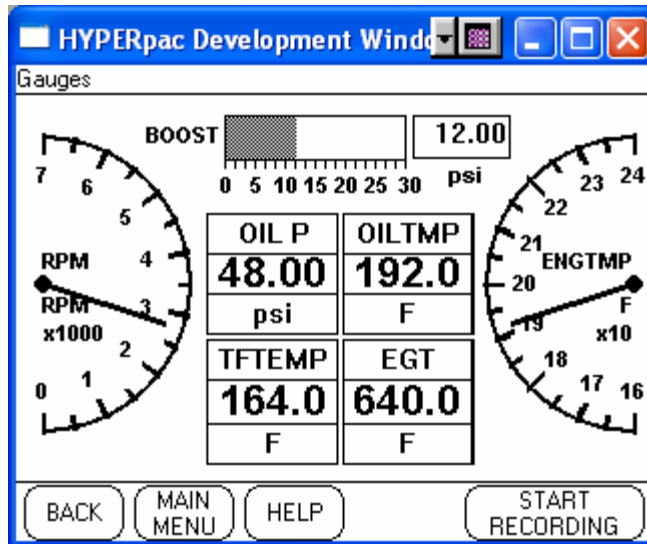 HYPERpac Development Windo
Gauges
BOOST
12.00
psi
0 5 10 15 20 25 30
7
6
5
4
3
2
1
0
RPM
RPM
x1000
OIL P
48.00
psi
OILTMP
192.0
F
TFTEMP
164.0
F
EGT
640.0
F
24
23
22
21
20
19
18
17
16
ENGTMP
F
x10
BACK
MAIN
MENU
HELP
START
RECORDING